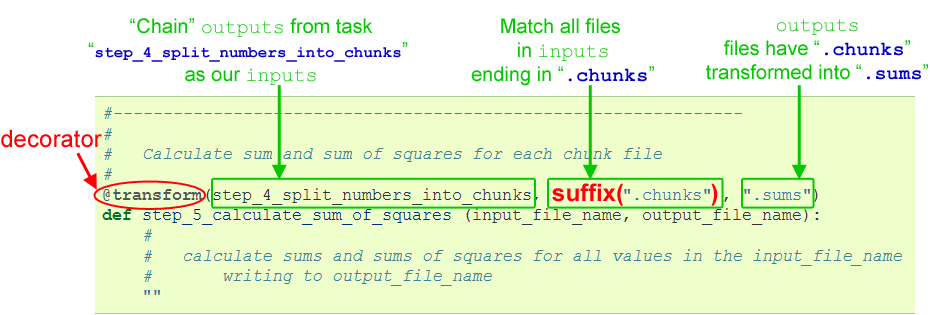 “Chain” outputs from task
“step_4_split_numbers_into_chunks”
as our inputs
Match all files
in inputs
ending in “.chunks”
outputs
files have “.chunks”
transformed into “.sums”
decorator
#---------------------------------------------------------------
#
#   Calculate sum and sum of squares for each chunk file
#
@transform(step_4_split_numbers_into_chunks, suffix(".chunks"), ".sums")
def step_5_calculate_sum_of_squares (input_file_name, output_file_name):
    #
    #   calculate sums and sums of squares for all values in the input_file_name
    #       writing to output_file_name
    ""